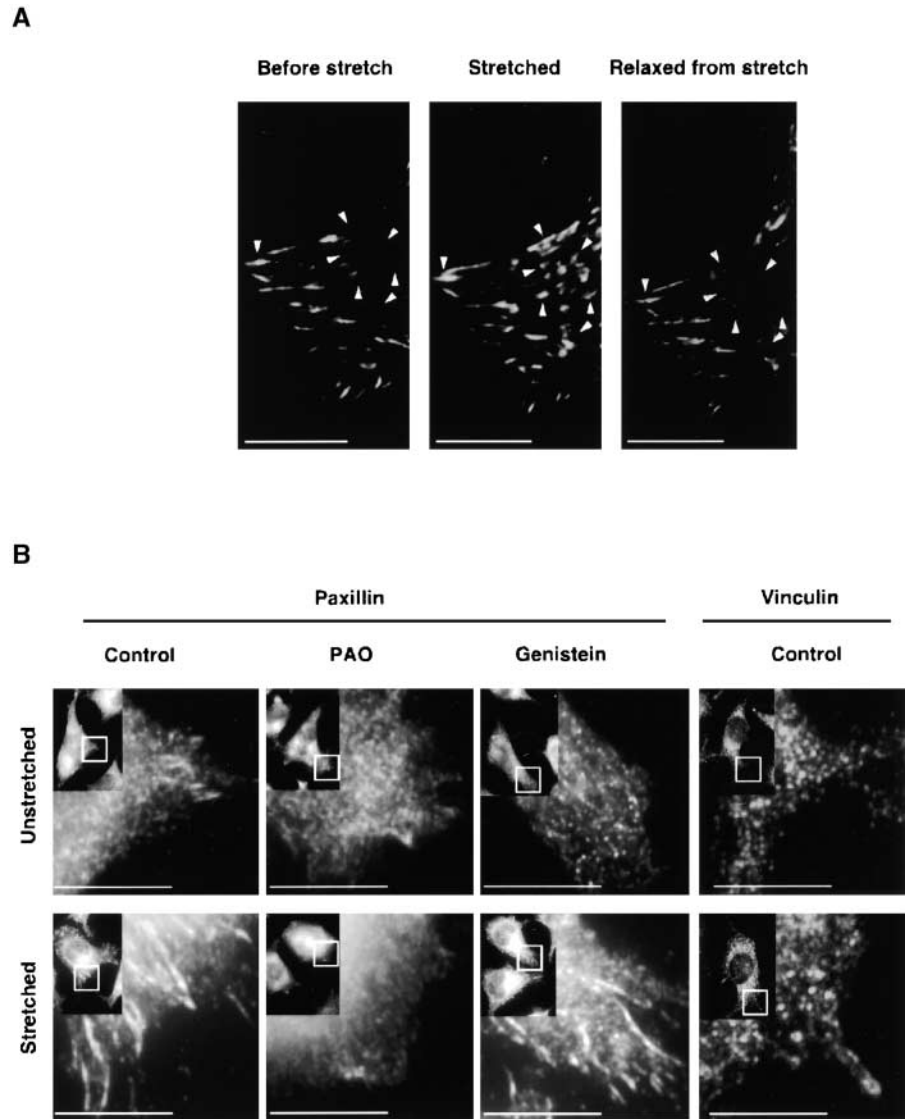 A
Before stretch Stretched Relaxed from stretch
B
Paxillin Vinculin
Control PAO Genistein Control
Unstretched
Stretched